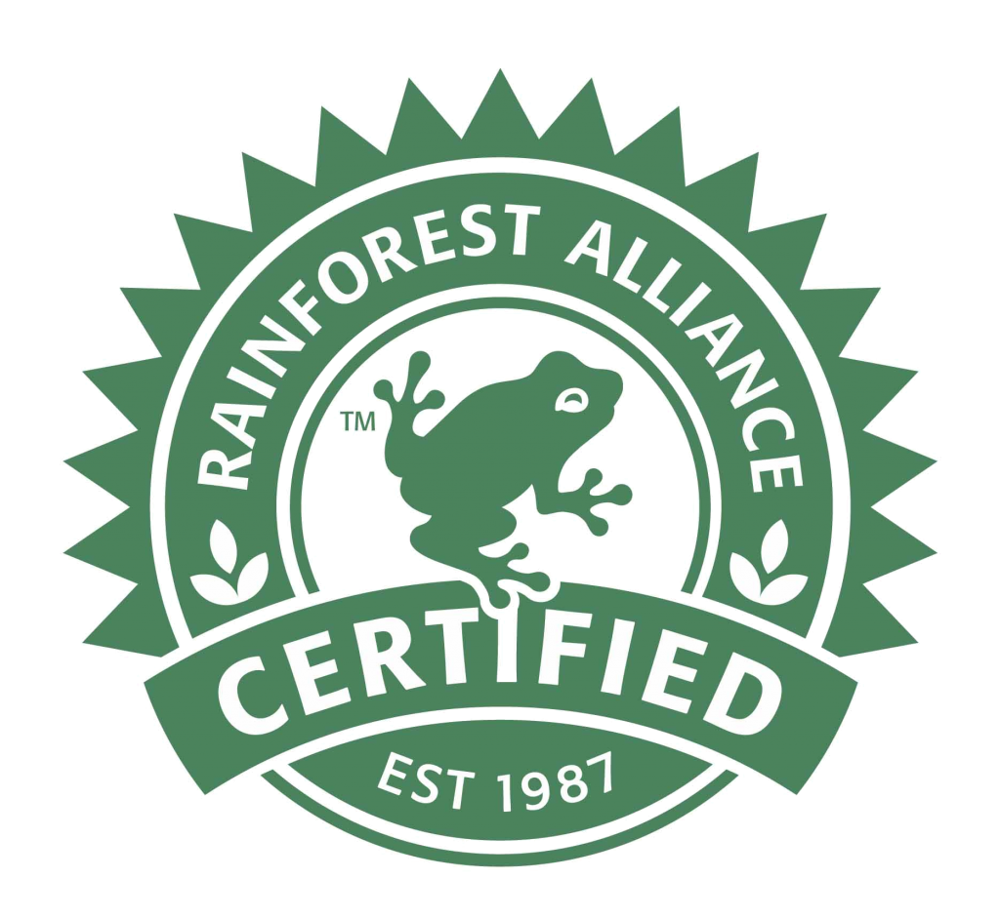 RAINFOREST ALLIANCE
TM
CERTIFIED
EST 1987